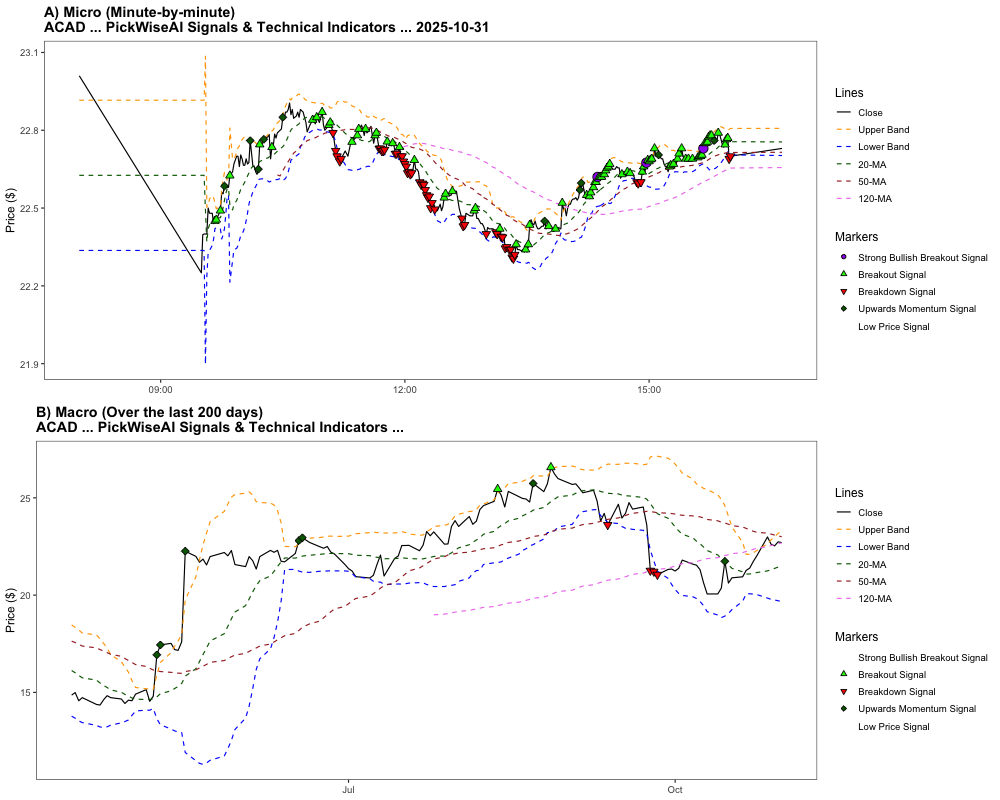 A) Micro (Minute-by-minute)
ACAD ... PickWiseAI Signals & Technical Indicators ... 2025-10-31
23.1
22.8
22.5
22.2
21.9
Price ($)
09:00
12:00
15:00
Lines
Close
Upper Band
Lower Band
20-MA
50-MA
120-MA
Markers
Strong Bullish Breakout Signal
Breakout Signal
Breakdown Signal
Upwards Momentum Signal
Low Price Signal
B) Macro (Over the last 200 days)
ACAD ... PickWiseAI Signals & Technical Indicators ...
25
20
15
Price ($)
Jul
Oct
Lines
Close
Upper Band
Lower Band
20-MA
50-MA
120-MA
Markers
Strong Bullish Breakout Signal
Breakout Signal
Breakdown Signal
Upwards Momentum Signal
Low Price Signal